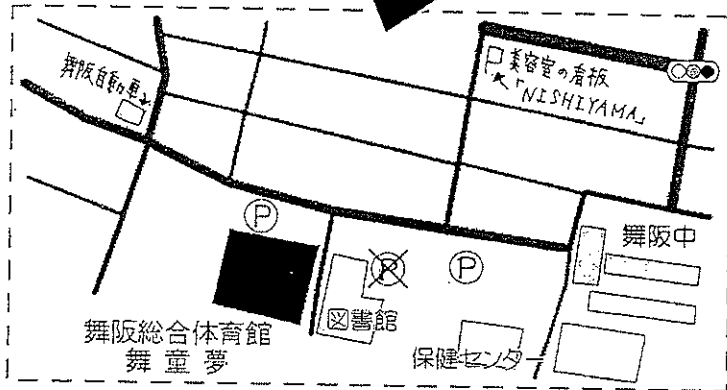 舞阪自動車
美容室の看板
「NISHIYAMA」
P
P
P
舞阪中
図書館
舞阪総合体育館
舞童夢
保健センター